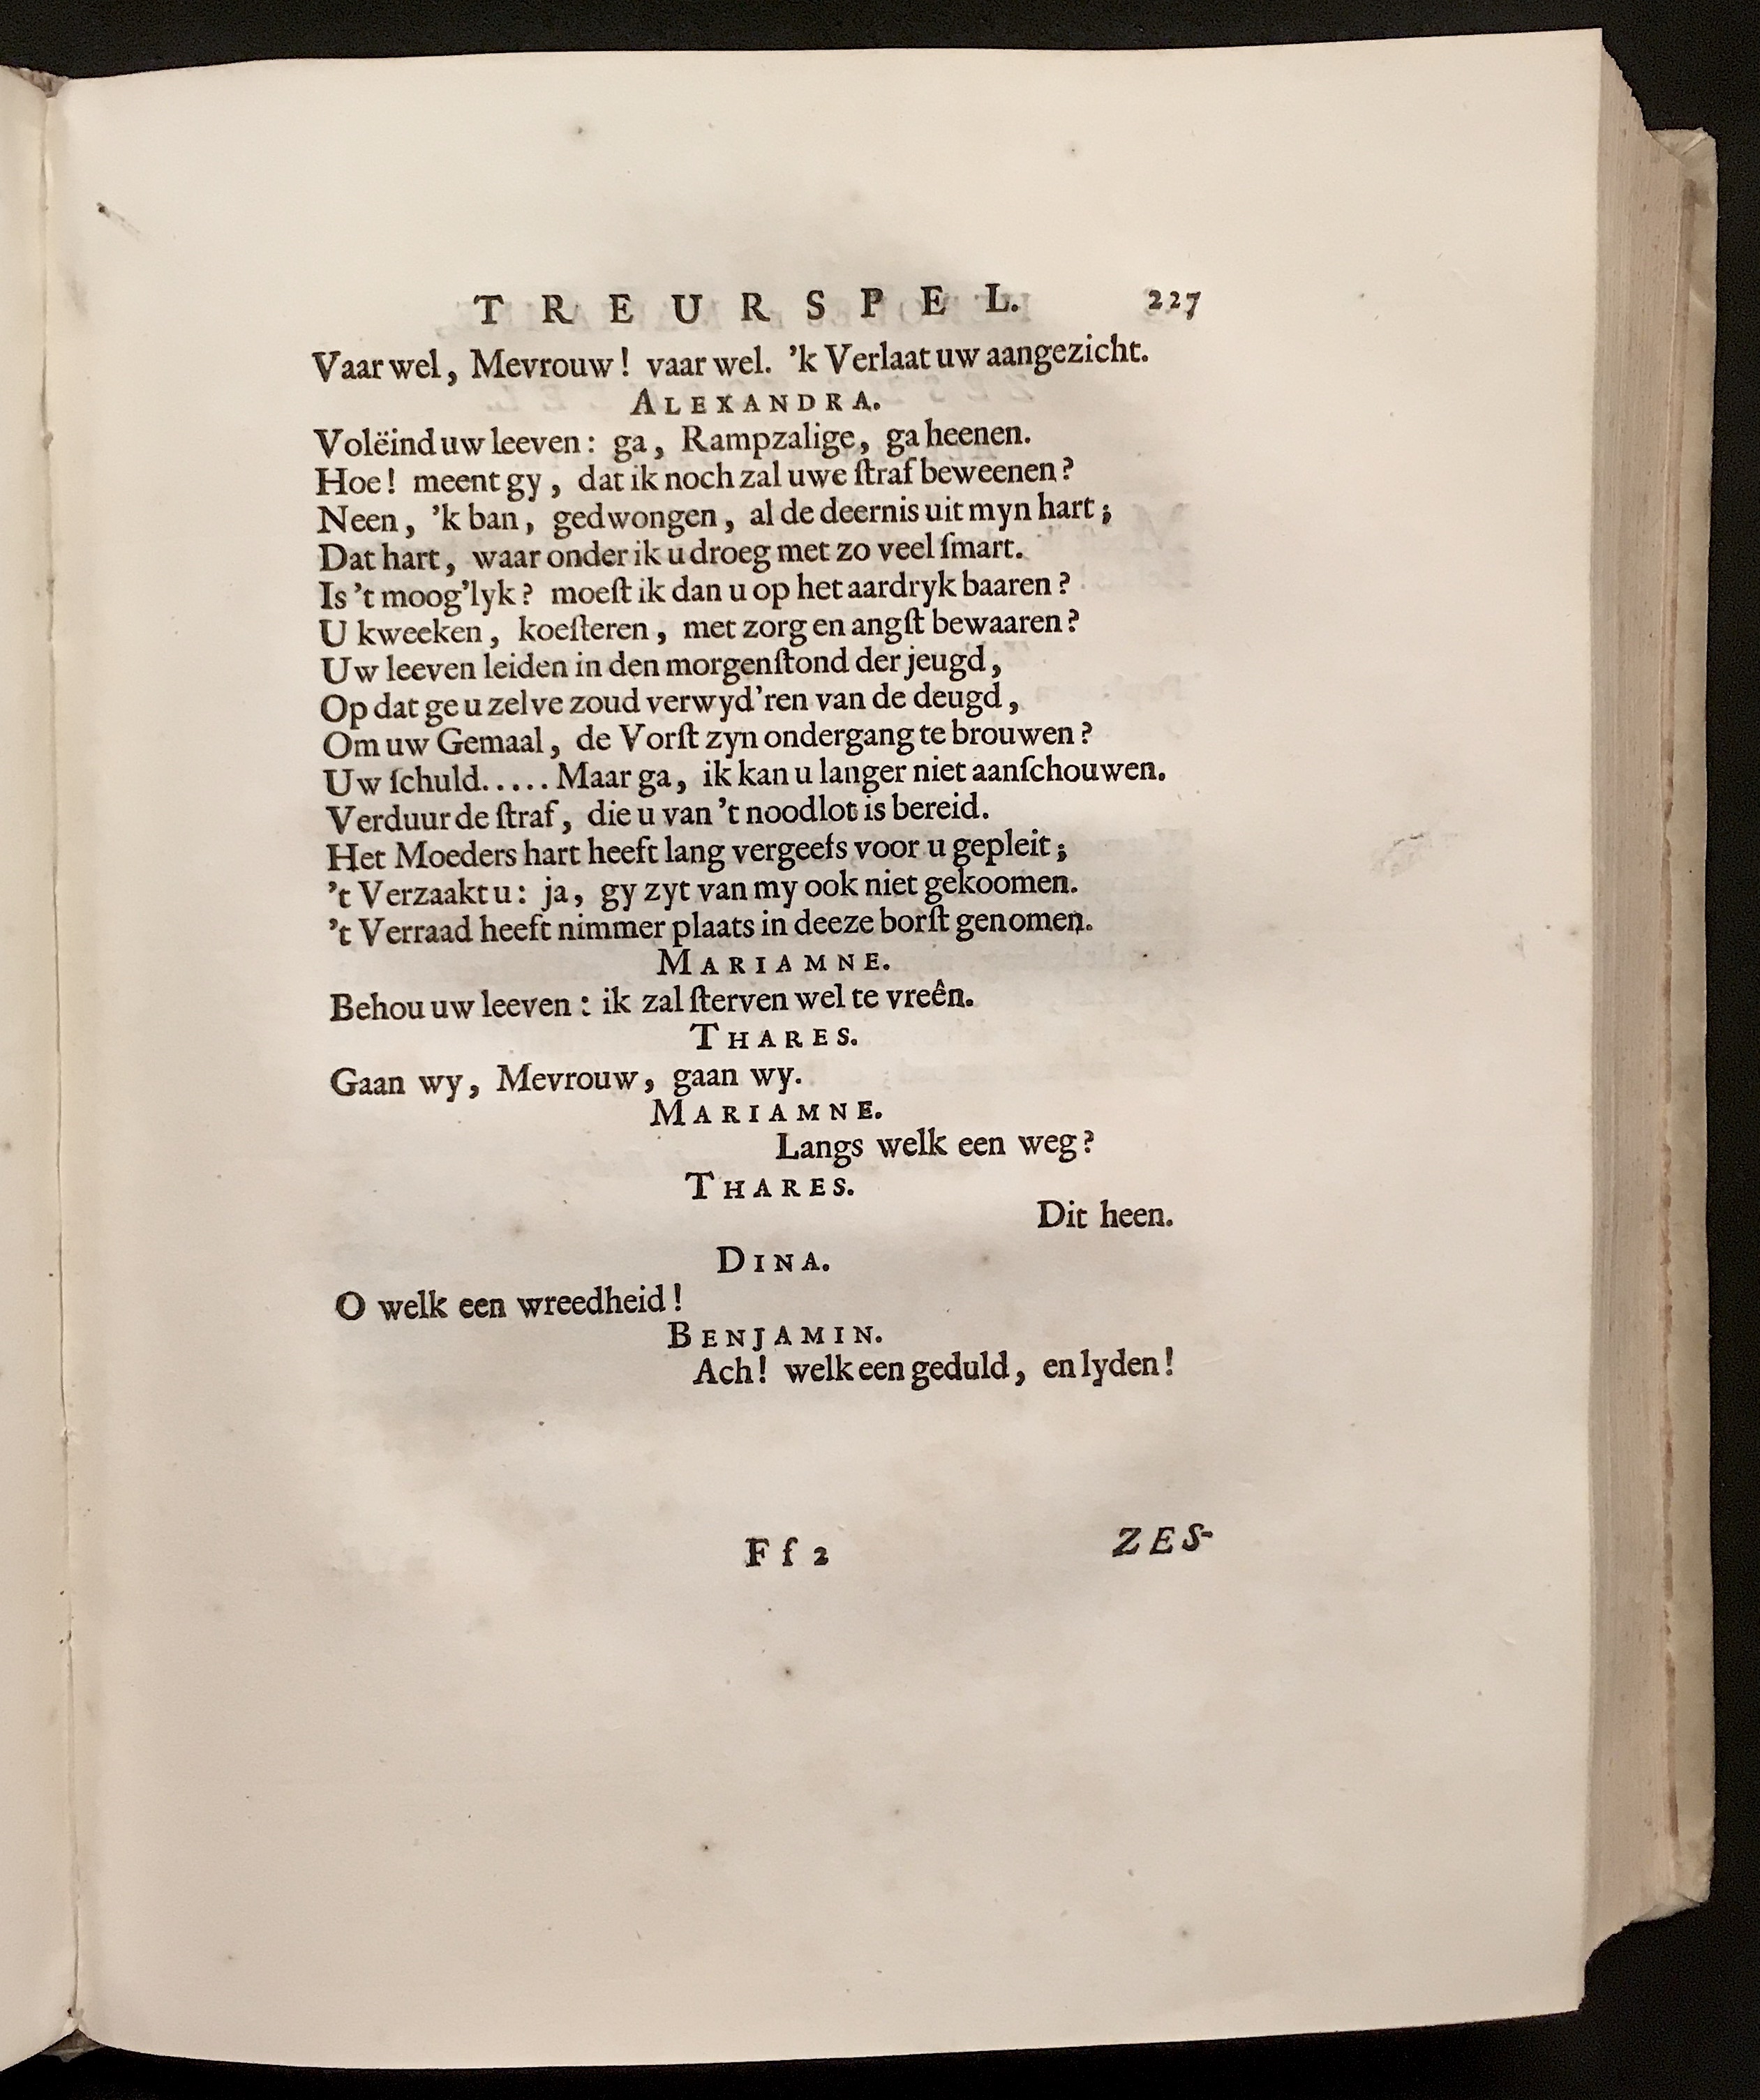 TREURSPEL. 227
Vaar wel, Mevrouw! vaar wel. 'k Verlaat uw aangezicht.
ALEXANDRA.
Volëind uw leeven: ga, Rampzalige, ga heenen.
Hoe! meent gy, dat ik noch zal uwe ſtraf beweenen?
Neen, 'k ban, gedwongen, al de deernis uit myn hart;
Dat hart, waar onder ik u droeg met zo veel ſmart.
Is 't moog'lyk? moeſt ik dan u op het aardryk baaren?
U kweeken, koeſteren, met zorg en angſt bewaaren?
Uw leeven leiden in den morgenſtond der jeugd,
Op dat ge u zelve zoud verwyd'ren van de deugd,
Om uw Gemaal, de Vorſt zyn ondergang te brouwen?
Uw ſchuld..... Maar ga, ik kan u langer niet aanſchouwen.
Verduur de ſtraf, die u van 't noodlot is bereid.
Het Moeders hart heeft lang vergeefs voor u gepleit;
't Verzaakt u: ja, gy zyt van my ook niet gekoomen.
't Verraad heeft nimmer plaats in deeze borſt genomen.
MARIAMNE.
Behou uw leeven: ik zal ſterven wel te vreên.
THARES.
Gaan wy, Mevrouw, gaan wy.
MARIAMNE.
Langs welk een weg?
THARES.
Dit heen.
DINA.
O welk een wreedheid!
BENJAMIN.
Ach! welk een geduld, en lyden!
Ff 2 ZES-